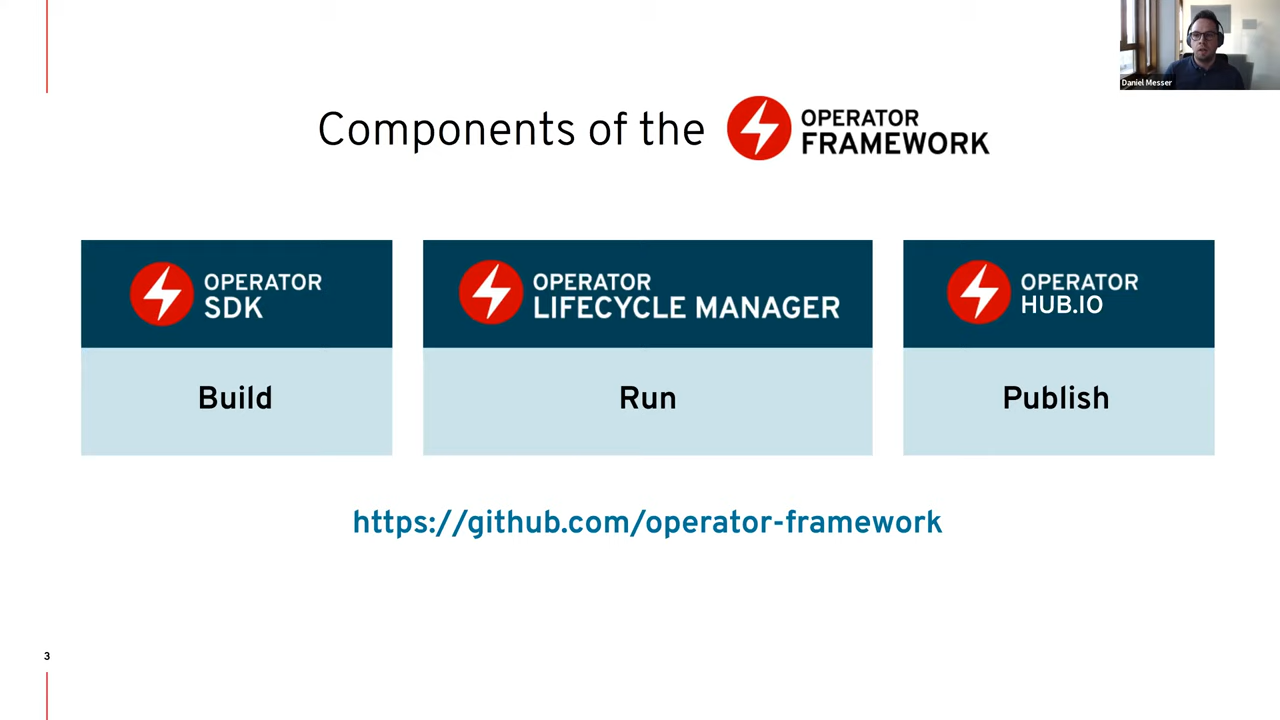 Daniel Messer
Components of the
OPERATOR
FRAMEWORK
OPERATOR
SDK
Build
OPERATOR
LIFECYCLE MANAGER
Run
OPERATOR
HUB.IO
Publish
https://github.com/operator-framework
3